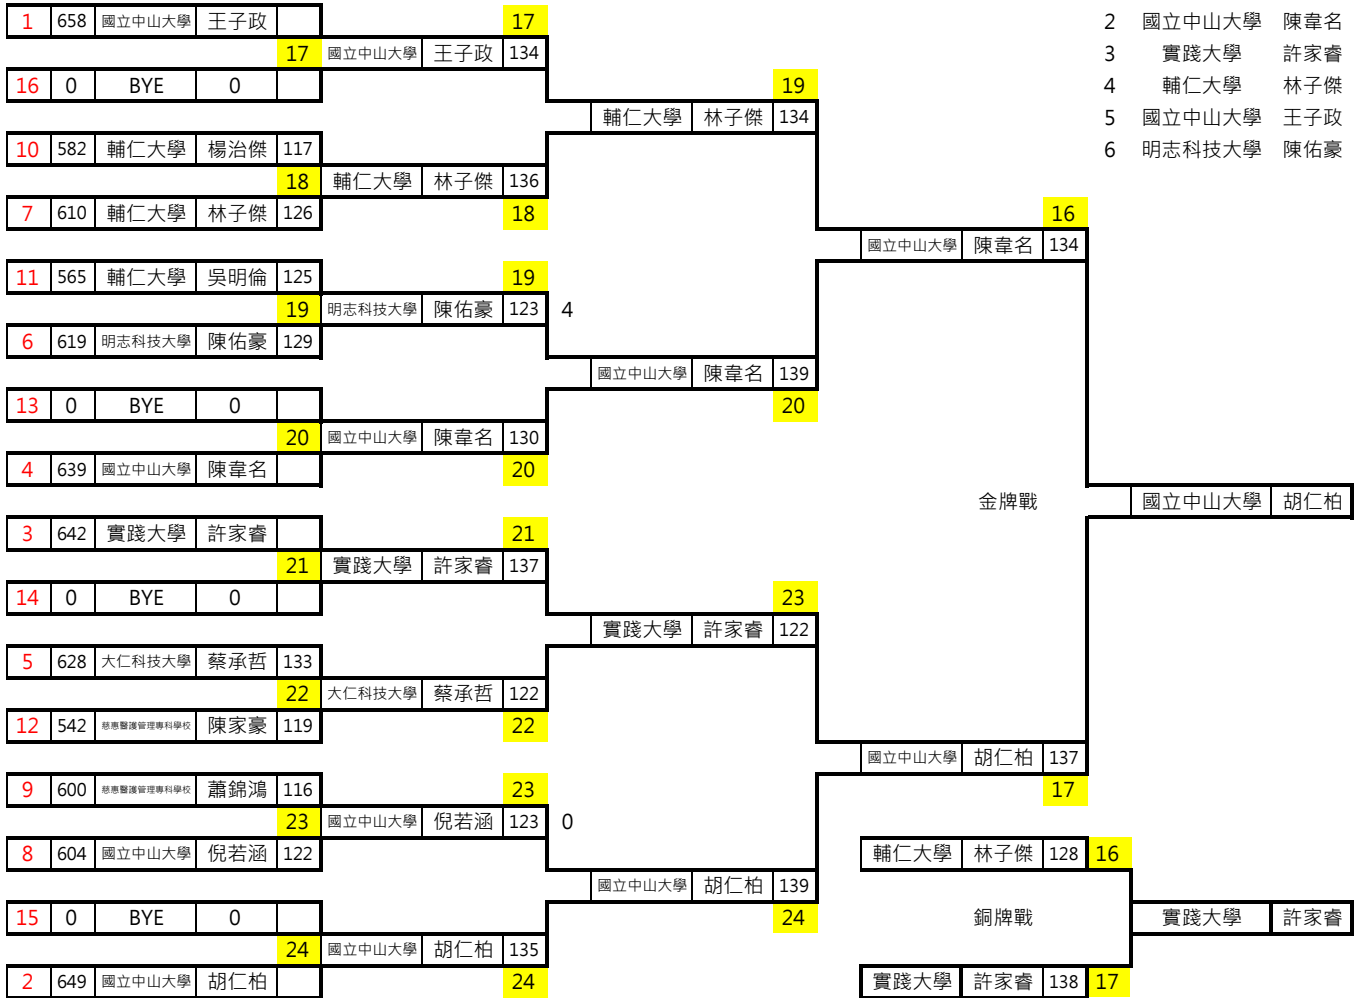 1 658 國立中山大學 王子政 17 2 國立中山大學 陳韋名
17 國立中山大學 王子政 134 3 實踐大學 許家睿
16 0 BYE 0 19 4 輔仁大學 林子傑
輔仁大學 林子傑 134 5 國立中山大學 王子政
10 582 輔仁大學 楊治傑 117 6 明志科技大學 陳佑豪
18 輔仁大學 林子傑 136
7 610 輔仁大學 林子傑 126 18 16
國立中山大學 陳韋名 134
11 565 輔仁大學 吳明倫 125 19
19 明志科技大學 陳佑豪 123 4
6 619 明志科技大學 陳佑豪 129
國立中山大學 陳韋名 139
13 0 BYE 0 20
20 國立中山大學 陳韋名 130
4 639 國立中山大學 陳韋名 20
金牌戰 國立中山大學 胡仁柏
3 642 實踐大學 許家睿 21
21 實踐大學 許家睿 137
14 0 BYE 0 23
實踐大學 許家睿 122
5 628 大仁科技大學 蔡承哲 133
22 大仁科技大學 蔡承哲 122
12 542 慈惠醫護管理專科學校 陳家豪 119 22
國立中山大學 胡仁柏 137
9 600 慈惠醫護管理專科學校 蕭錦鴻 116 23 17
23 國立中山大學 倪若涵 123 0
8 604 國立中山大學 倪若涵 122 輔仁大學 林子傑 128 16
國立中山大學 胡仁柏 139
15 0 BYE 0 24 銅牌戰 實踐大學 許家睿
24 國立中山大學 胡仁柏 135
2 649 國立中山大學 胡仁柏 24 實踐大學 許家睿 138 17